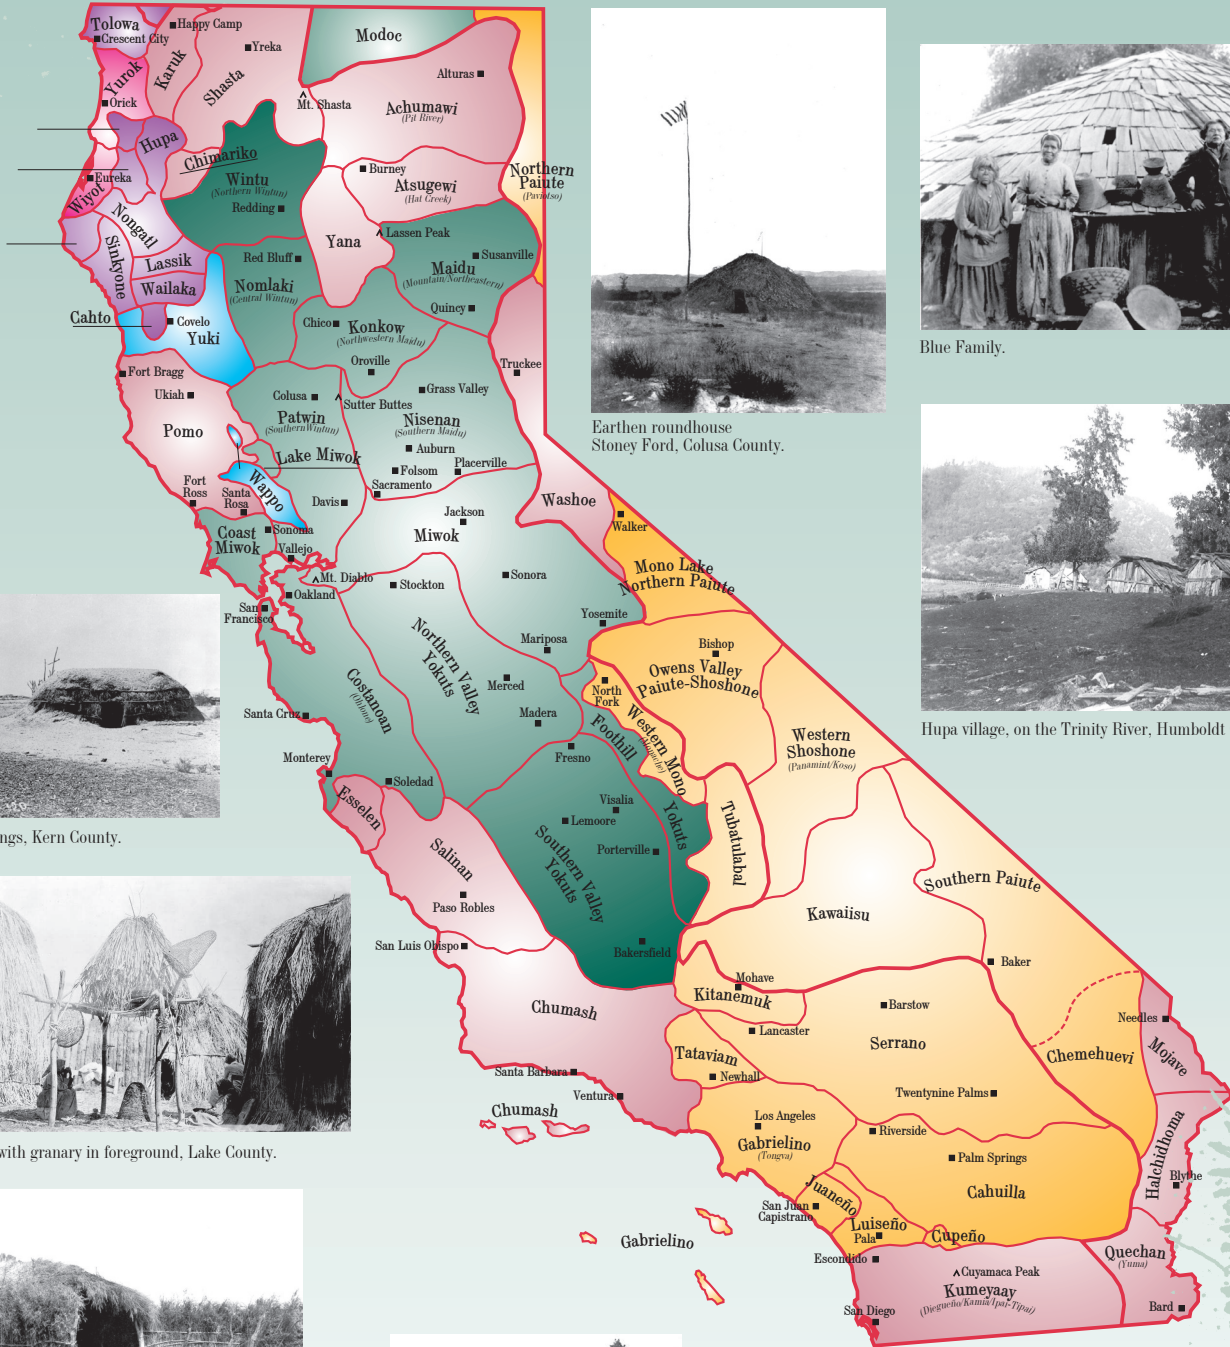 Tolowa
Crescent City
Happy Camp
Yreka
Modoc
Yurok
Karuk
Shasta
Alturas
Orick
Mt. Shasta
Achumawi
(Pit River)
Hupa
Chimariko
Burney
Northern
Paiute
(Paviotso)
Eureka
Wiyot
Wintu
(Northern Wintun)
Redding
Atsugewi
(Hat Creek)
Nongatl
Yana
Lassen Peak
Sinkyone
Lassik
Red Bluff
Susanville
Maidu
(Mountain/Northeastern)
Wailaka
Nomlaki
(Central Wintun)
Quincy
Cahto
Covelo
Yuki
Chico
Konkow
(Northwestern Maidu)
Oroville
Truckee
Fort Bragg
Ukiah
Colusa
Sutter Buttes
Grass Valley
Patwin
(Southern Wintun)
Nisenan
(Southern Maidu)
Pomo
Auburn
Lake Miwok
Folsom
Placerville
Wappo
Sacramento
Fort
Ross
Santa
Rosa
Davis
Washoe
Jackson
Walker
Coast
Miwok
Sonoma
Miwok
Vallejo
Mt. Diablo
Stockton
Sonora
Mono Lake
Northern Paiute
Oakland
San
Francisco
Yosemite
Northern Valley
Yokuts
Mariposa
Bishop
Owens Valley
Paiute-Shoshone
Costanoan
(Ohlone)
Merced
North
Fork
Western Mono
(Monache)
Santa Cruz
Madera
Foothill
Yokuts
Western
Shoshone
(Panamint/Koso)
Monterey
Fresno
Soledad
Esselen
Visalia
Lemoore
Tubatulabal
Southern Valley
Yokuts
Porterville
Salinan
Southern Paiute
Paso Robles
Kawaiisu
San Luis Obispo
Bakersfield
Baker
Mohave
Kitanemuk
Chumash
Barstow
Needles
Lancaster
Serrano
Mojave
Tataviam
Chemehuevi
Santa Barbara
Newhall
Ventura
Twentynine Palms
Chumash
Los Angeles
Gabrielino
(Tongva)
Riverside
Halchidhoma
Palm Springs
Blythe
Juaneño
Cahuilla
San Juan
Capistrano
Luiseño
Pala
Cupeño
Gabrielino
Escondido
Quechan
(Yuma)
Cuyamaca Peak
Kumeyaay
(Diegueño/Kamia/Ipai-Tipai)
San Diego
Bard
Earthen roundhouse
Stoney Ford, Colusa County.
Blue Family.
Hupa village, on the Trinity River, Humboldt
ngs, Kern County.
with granary in foreground, Lake County.